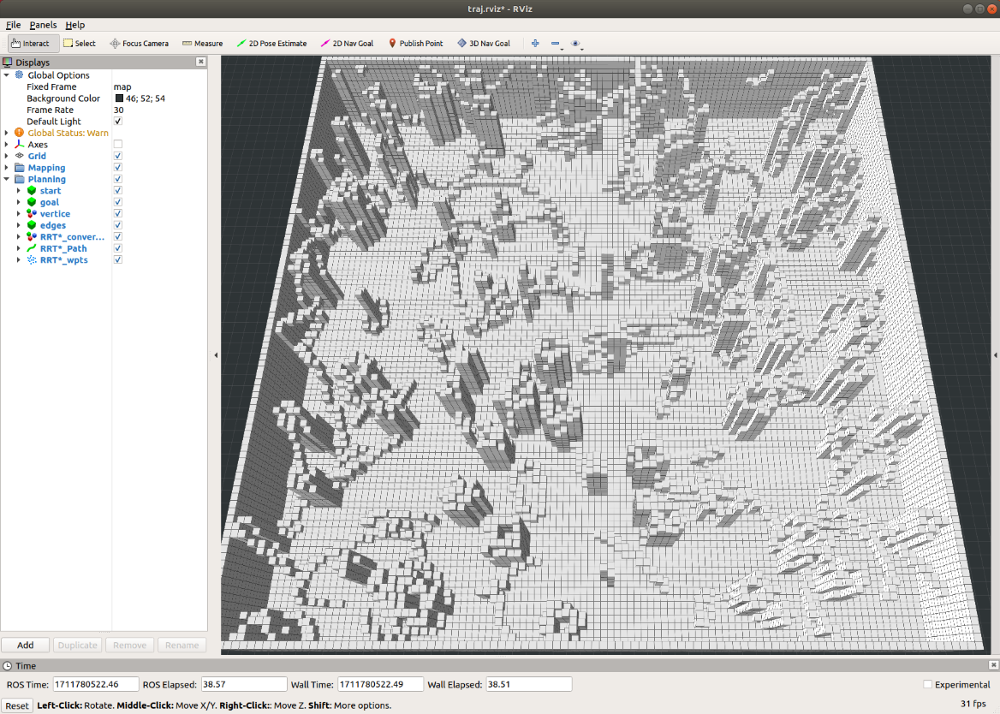 traj.rviz* - RViz
File Panels Help
Interact Select Focus Camera Measure 2D Pose Estimate 2D Nav Goal Publish Point 3D Nav Goal
Displays
Global Options
Fixed Frame map
Background Color 46; 52; 54
Frame Rate 30
Default Light
Global Status: Warn
Axes
Grid
Mapping
Planning
start
goal
vertice
edges
RRT*_conver...
RRT*_Path
RRT*_wpts
Add Duplicate Remove Rename
Time
ROS Time: 1711780522.46 ROS Elapsed: 38.57 Wall Time: 1711780522.49 Wall Elapsed: 38.51 Experimental
Reset Left-Click: Rotate. Middle-Click: Move X/Y. Right-Click:: Move Z. Shift: More options. 31 fps